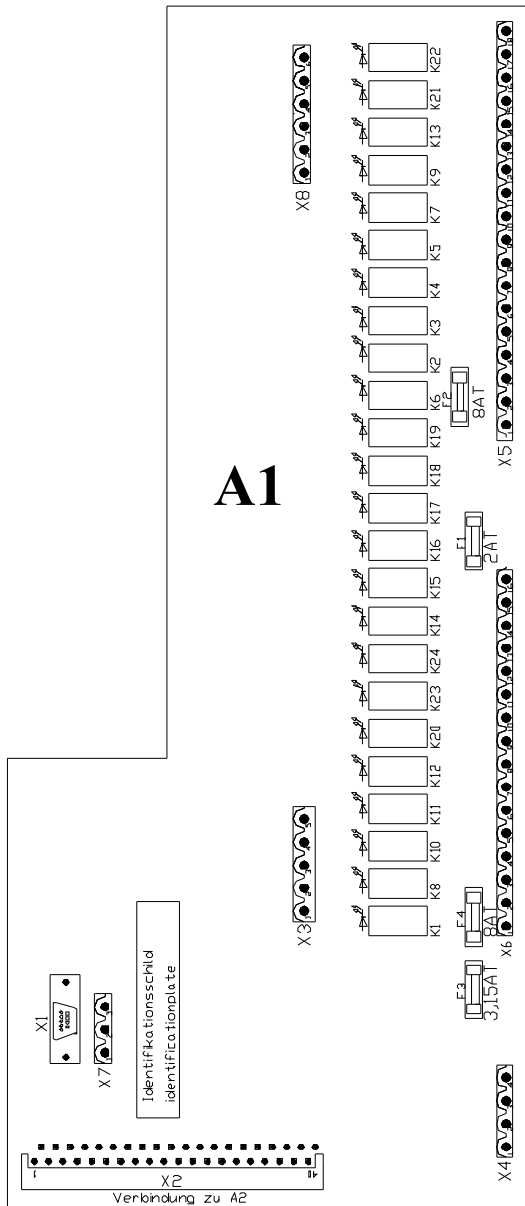 X8
K22
K21
K13
K9
K7
K5
K4
K3
K2
K6
K19
K18
K17
K16
K15
K14
K24
K23
K20
K12
K11
K10
K8
K1
F2
8AT
X5
A1
F1
2AT
X3
F4
8AT
X6
F3
3,15AT
X1
X7
Identifikationsschild
identificationplate
X4
1
X2
40
Verbindung zu A2